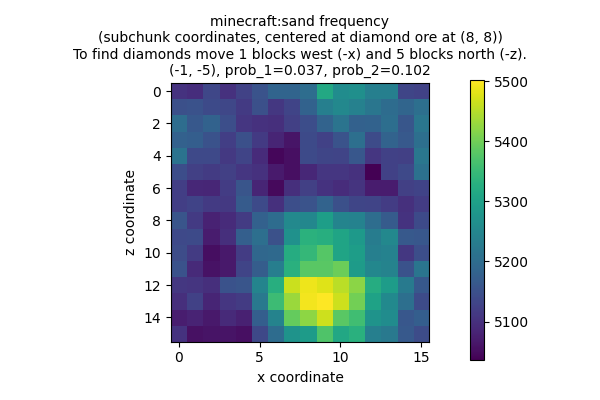 minecraft:sand frequency
(subchunk coordinates, centered at diamond ore at (8, 8))
To find diamonds move 1 blocks west (-x) and 5 blocks north (-z).
(-1, -5), prob_1=0.037, prob_2=0.102
0
2
4
6
8
10
12
14
z coordinate
0 5 10 15
x coordinate
5500
5400
5300
5200
5100